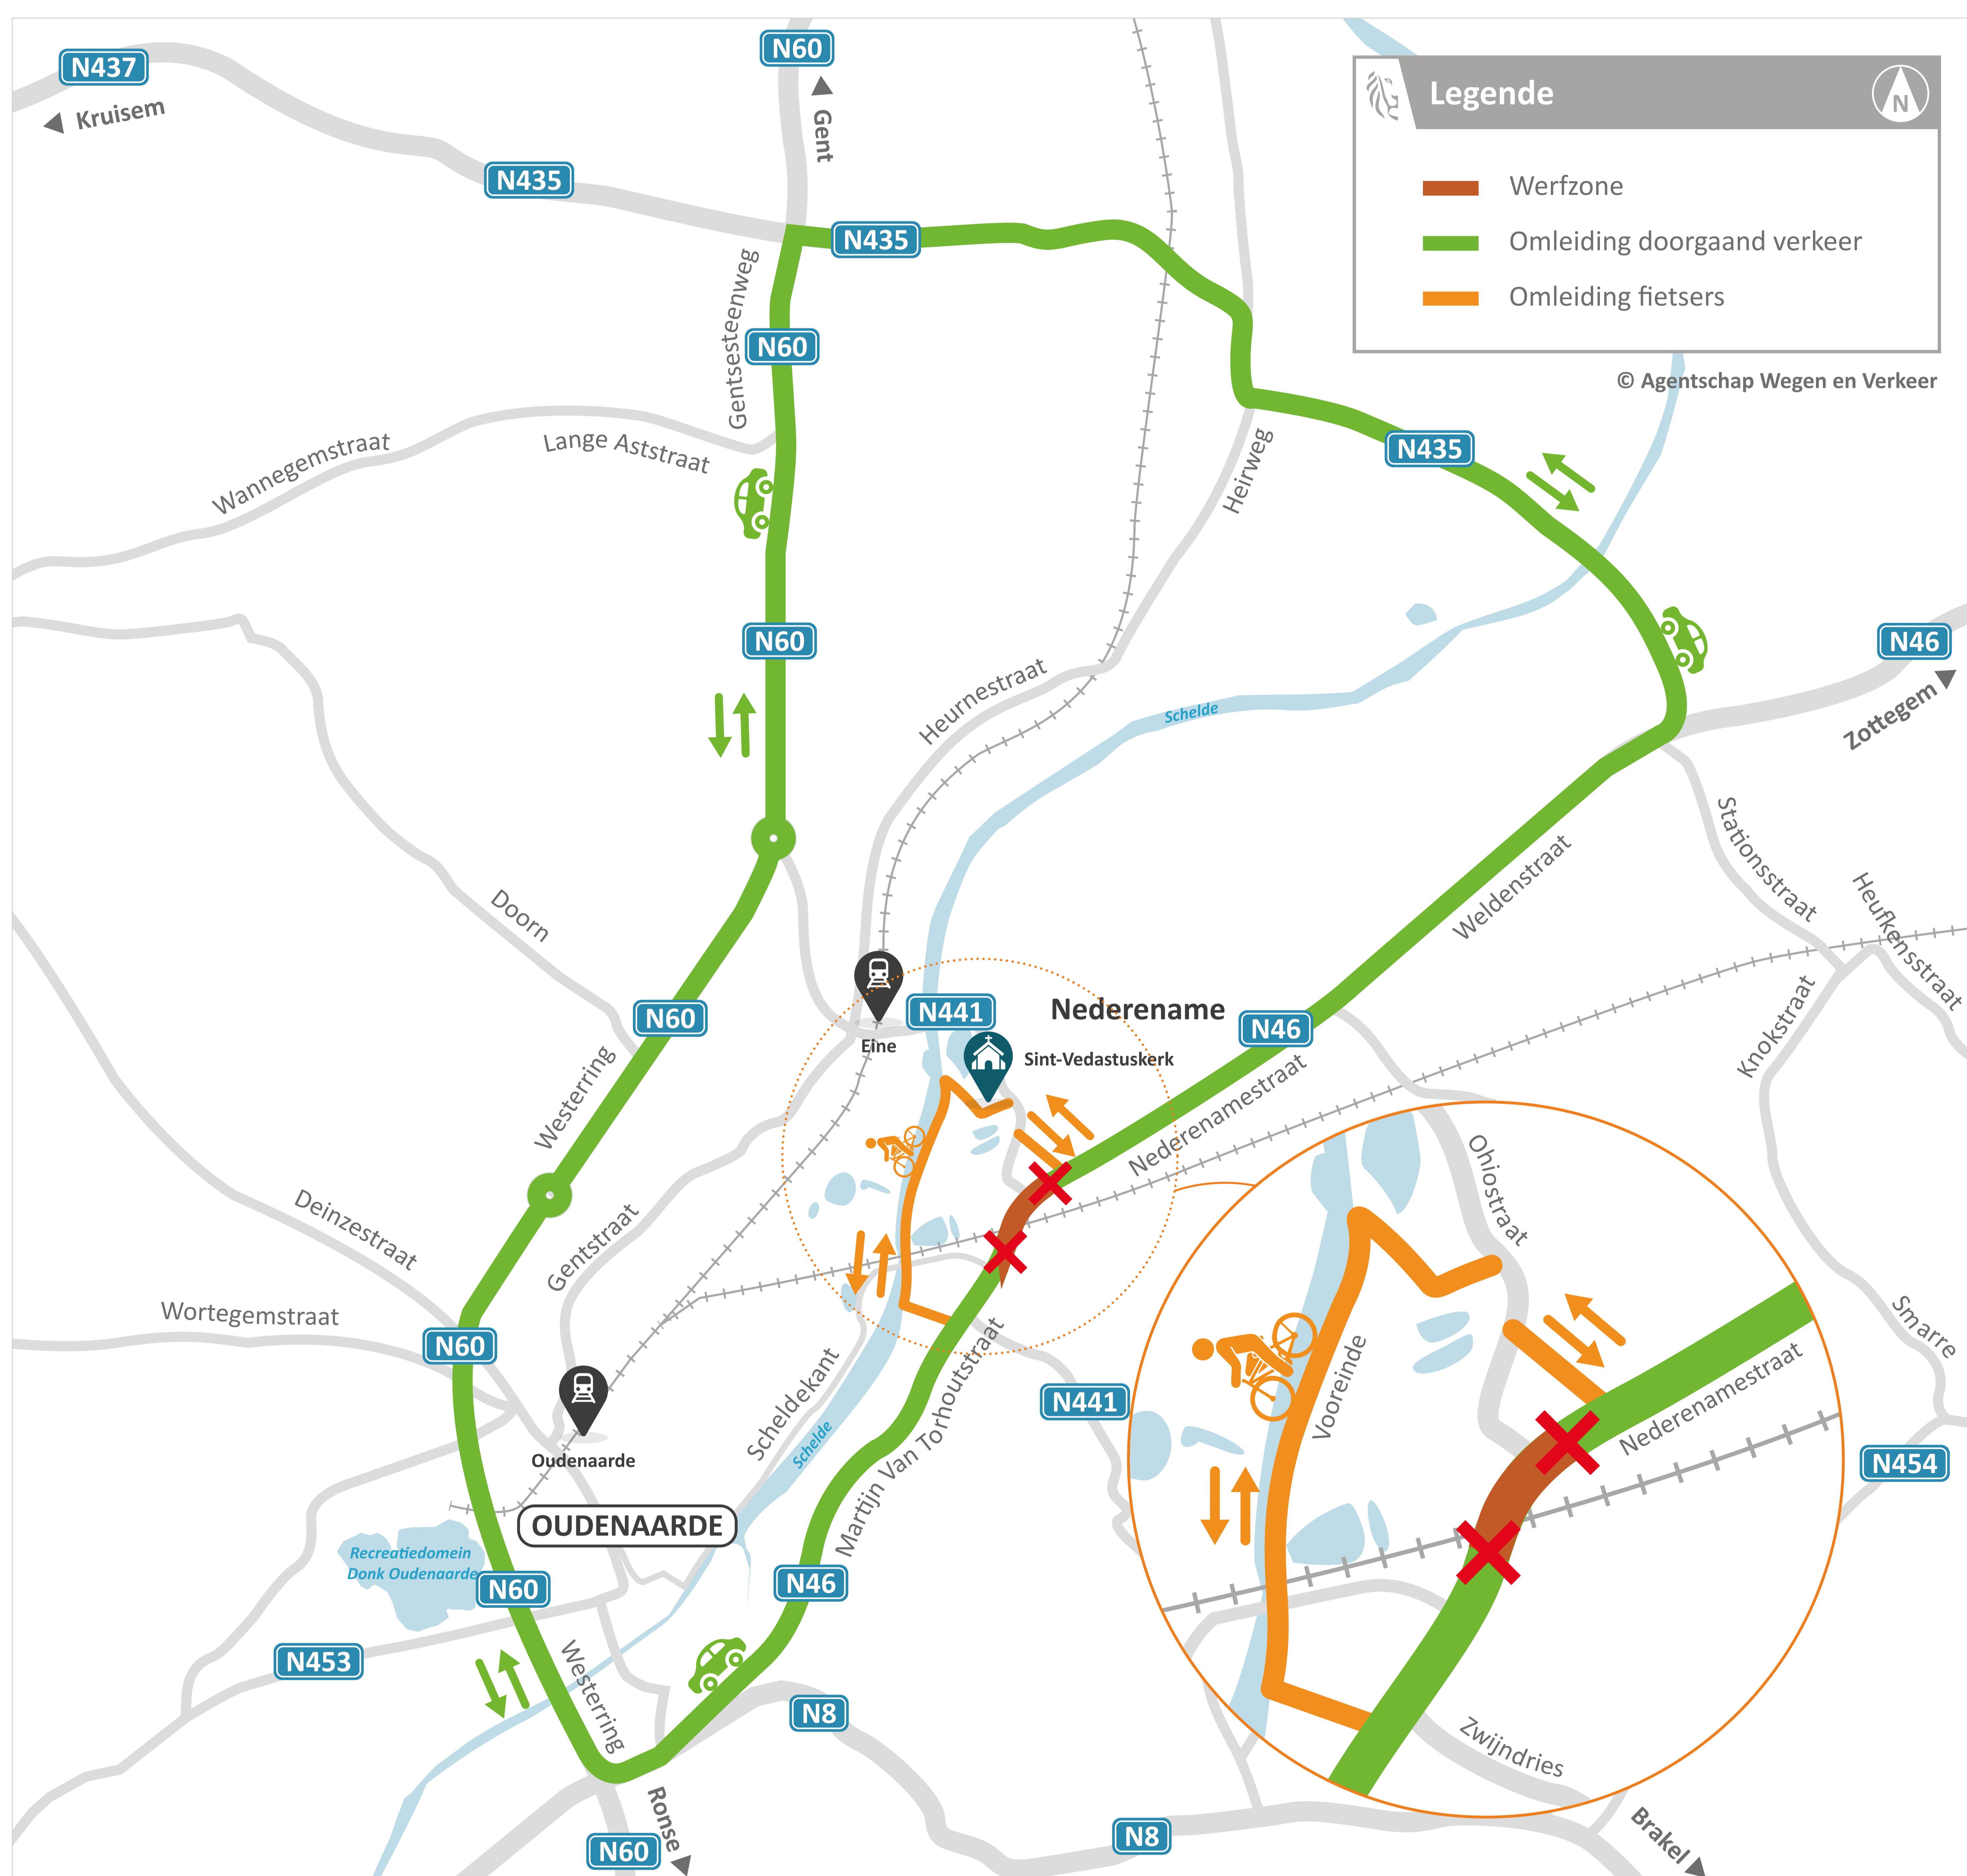 N60
N437
Kruisem
Gent
Legende
N
N435
Werfzone
N435
Omleiding doorgaand verkeer
Omleiding fietsers
Gentsesteenweg
N60
© Agentschap Wegen en Verkeer
Wannegemstraat
Lange Aststraat
Heirweg
N435
N60
N46
Zottegem
Heurnestraat
Schelde
Stationsstraat
Weldenstraat
Heufkensstraat
Doorn
N60
N441
Nederename
N46
Knokstraat
Eine
Sint-Vedastuskerk
Westerring
Nederenamestraat
Ohiostraat
Deinzestraat
Gentstraat
Wortegemstraat
N60
Smarre
Scheldekant
Schelde
Martijn Van Torhoutstraat
N441
Vooreinde
Nederenamestraat
N454
Oudenaarde
OUDENAARDE
Recreatiedomein
Donk Oudenaarde
N60
N46
N453
Westerring
N8
Zwijndries
Ronse
N60
N8
Brakel